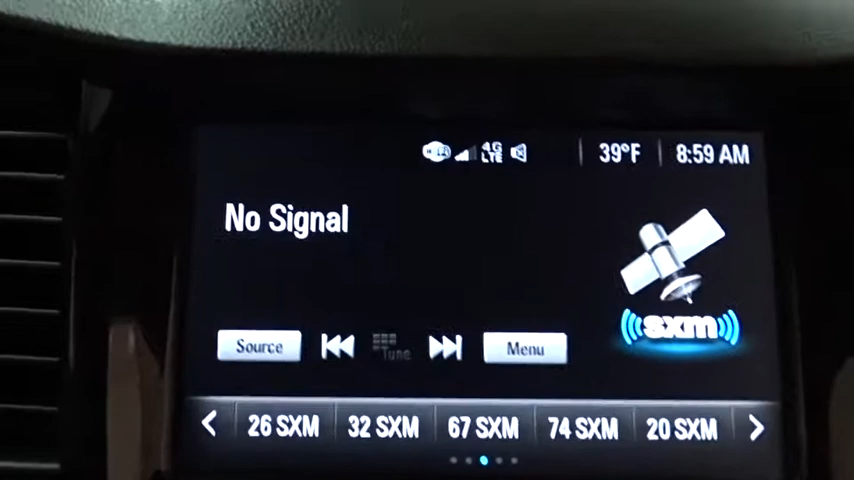 WiFi 4G LTE 39°F 8:59 AM
No Signal
sxm
Source Tune Menu
26 SXM 32 SXM 67 SXM 74 SXM 20 SXM